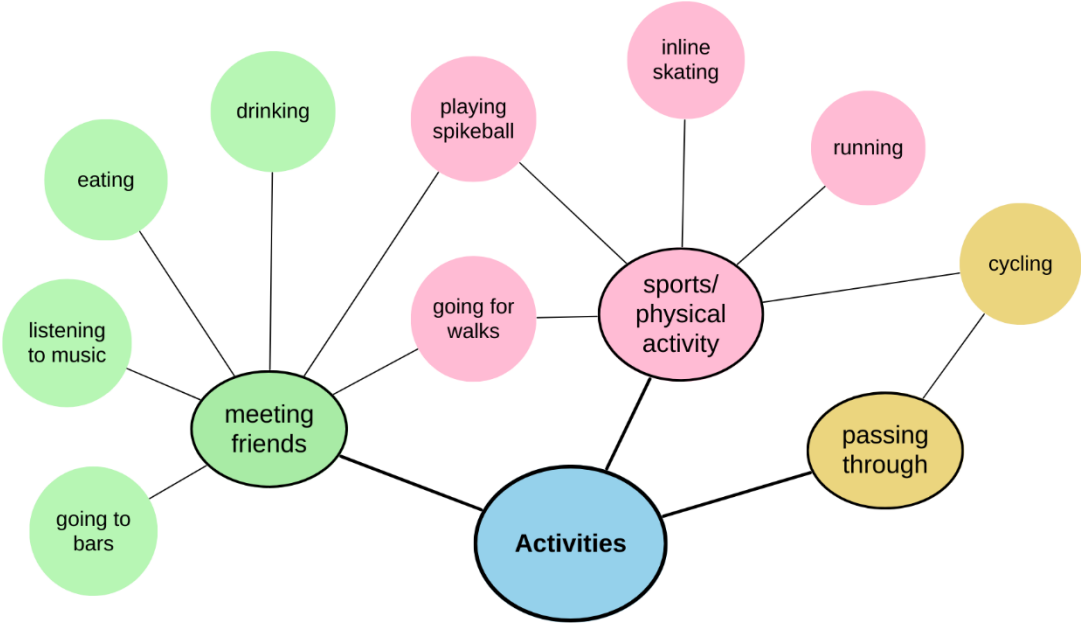 inline
skating
drinking
playing
spikeball
running
eating
cycling
going for
walks
sports/
physical
activity
listening
to music
meeting
friends
passing
through
going to
bars
Activities